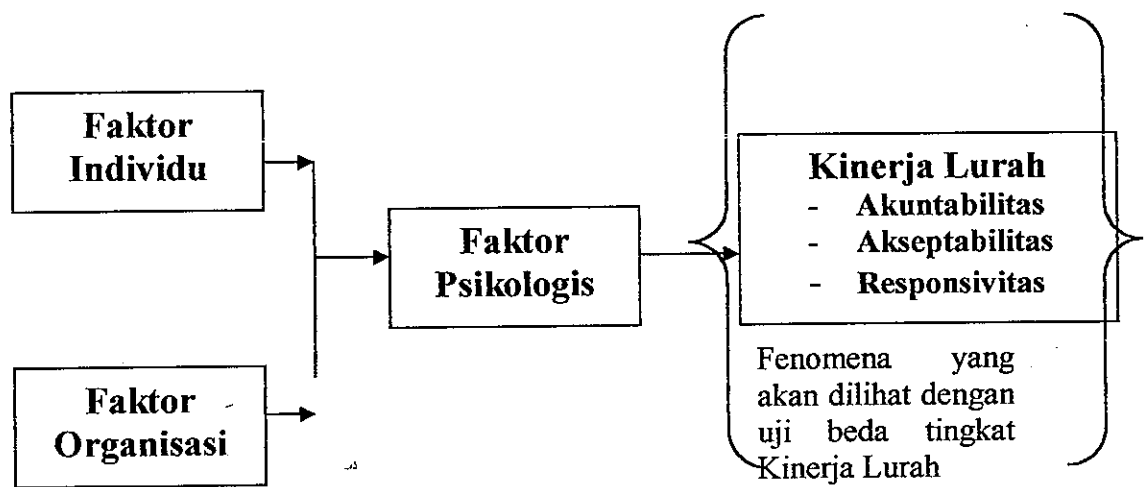 Faktor
Individu
Faktor
Organisasi
Faktor
Psikologis
Kinerja Lurah
- Akuntabilitas
- Akseptabilitas
- Responsivitas
Fenomena yang
akan dilihat dengan
uji beda tingkat
Kinerja Lurah